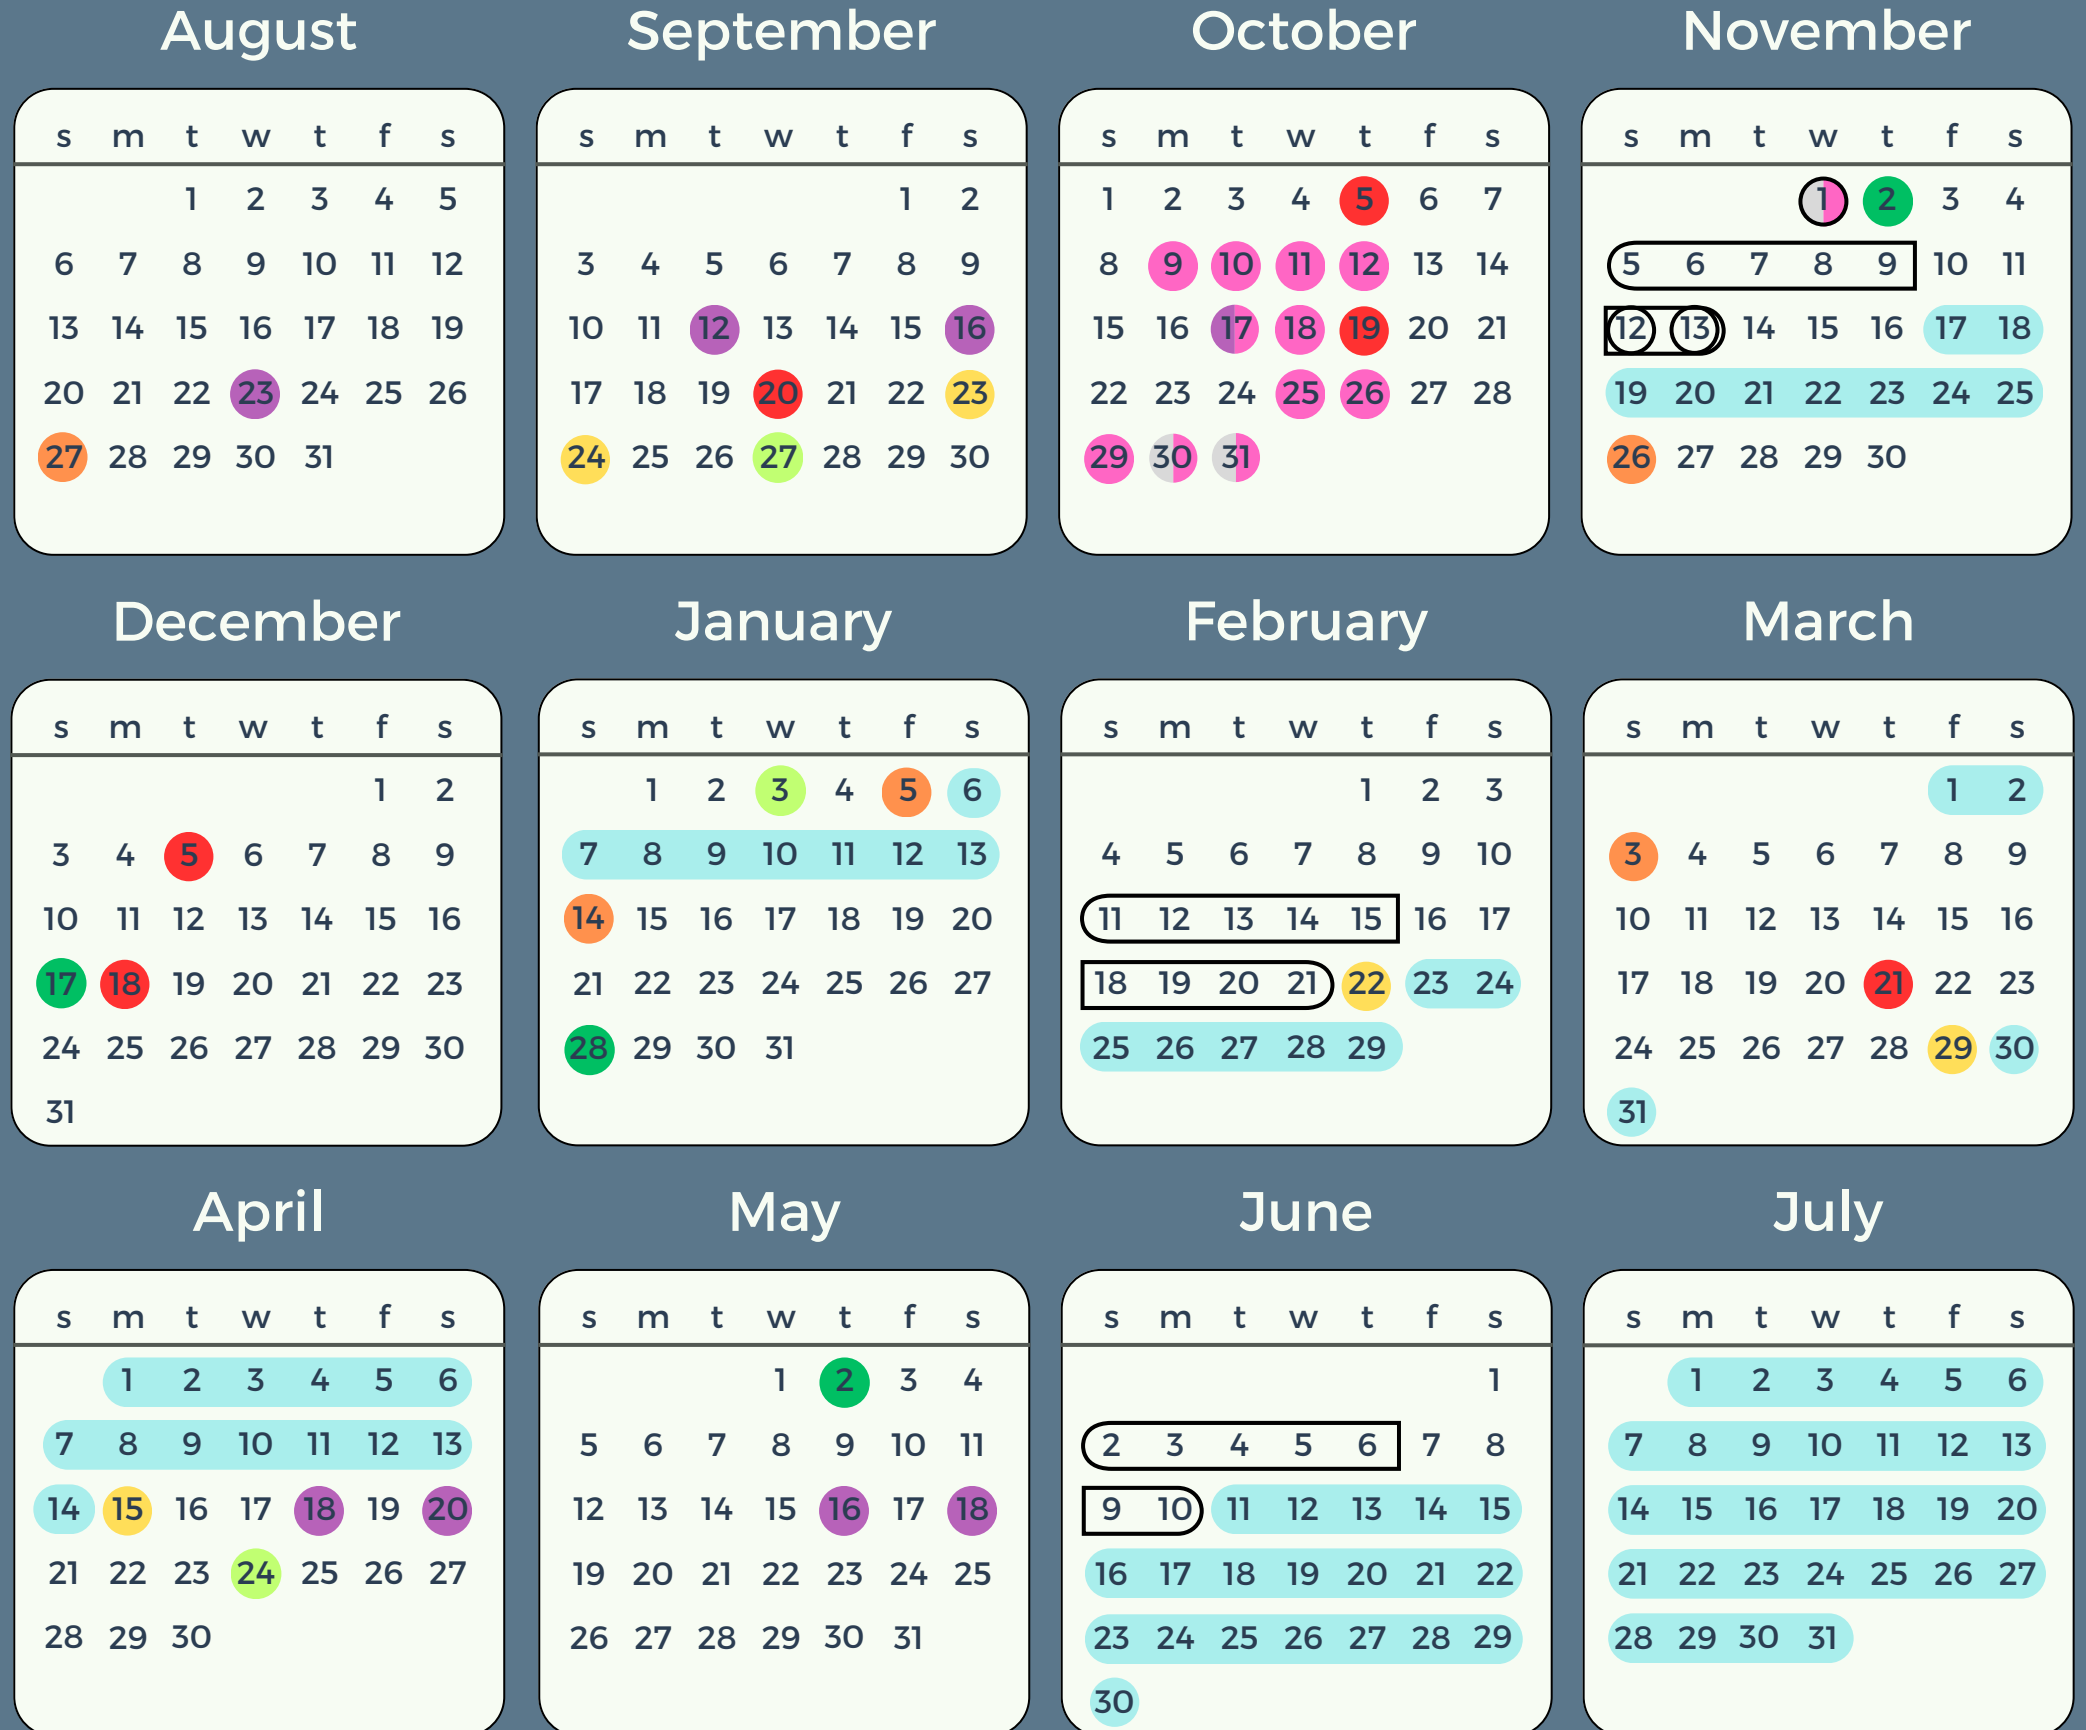 August September October November
s m t w t f s s m t w t f s s m t w t f s s m t w t f s
1 2 3 4 5 1 2 1 2 3 4 5 6 7 1 2 3 4
6 7 8 9 10 11 12 3 4 5 6 7 8 9 8 9 10 11 12 13 14 5 6 7 8 9 10 11
13 14 15 16 17 18 19 10 11 12 13 14 15 16 15 16 17 18 19 20 21 12 13 14 15 16 17 18
20 21 22 23 24 25 26 17 18 19 20 21 22 23 22 23 24 25 26 27 28 19 20 21 22 23 24 25
27 28 29 30 31 24 25 26 27 28 29 30 29 30 31 26 27 28 29 30
December January February March
s m t w t f s s m t w t f s s m t w t f s s m t w t f s
1 2 1 2 3 4 5 6 1 2 3 1 2
3 4 5 6 7 8 9 7 8 9 10 11 12 13 4 5 6 7 8 9 10 3 4 5 6 7 8 9
10 11 12 13 14 15 16 14 15 16 17 18 19 20 11 12 13 14 15 16 17 10 11 12 13 14 15 16
17 18 19 20 21 22 23 21 22 23 24 25 26 27 18 19 20 21 22 23 24 17 18 19 20 21 22 23
24 25 26 27 28 29 30 28 29 30 31 25 26 27 28 29 24 25 26 27 28 29 30
31 31
April May June July
s m t w t f s s m t w t f s s m t w t f s s m t w t f s
1 2 3 4 5 6 1 2 3 4 1 1 2 3 4 5 6
7 8 9 10 11 12 13 5 6 7 8 9 10 11 2 3 4 5 6 7 8 7 8 9 10 11 12 13
14 15 16 17 18 19 20 12 13 14 15 16 17 18 9 10 11 12 13 14 15 14 15 16 17 18 19 20
21 22 23 24 25 26 27 19 20 21 22 23 24 25 16 17 18 19 20 21 22 21 22 23 24 25 26 27
28 29 30 26 27 28 29 30 31 23 24 25 26 27 28 29 28 29 30 31
30